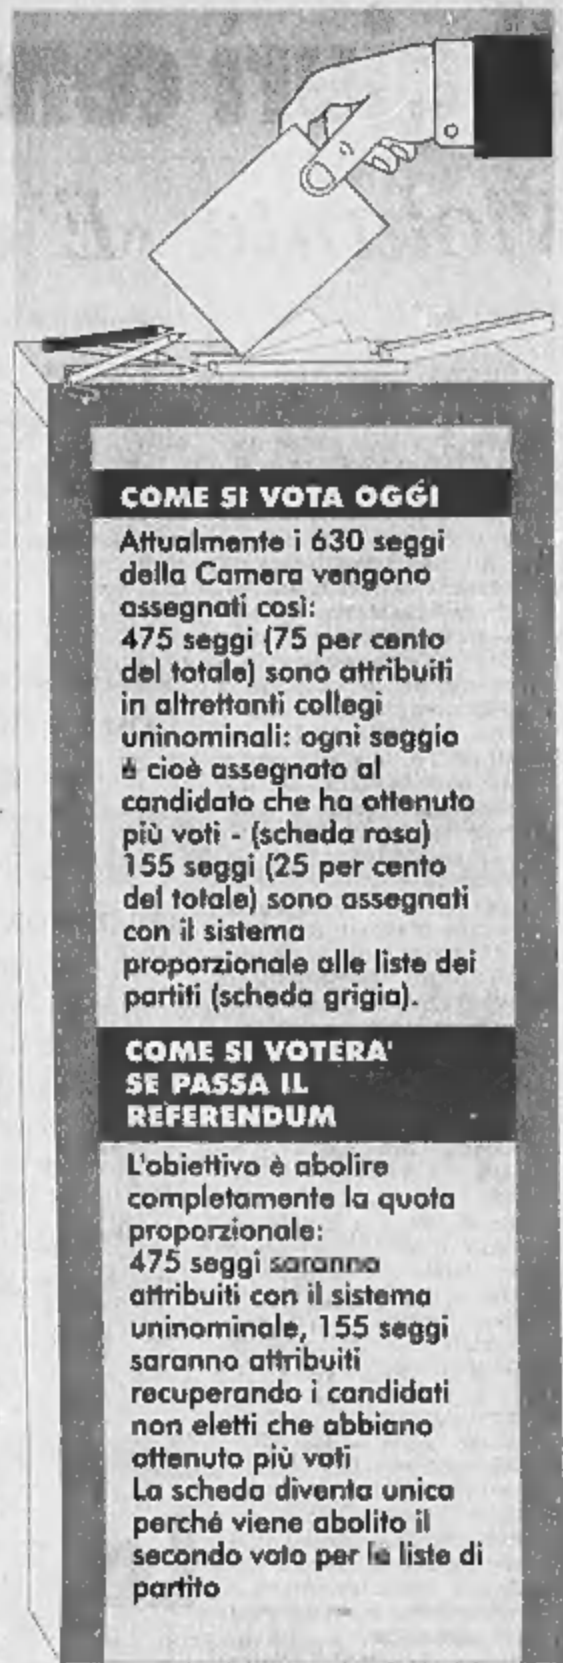 COME SI VOTA OGGI
Attualmente i 630 seggi
della Camera vengono
assegnati così:
475 seggi (75 per cento
del totale) sono attribuiti
in altrettanti collegi
uninominali: ogni seggio
è cioè assegnato al
candidato che ha ottenuto
più voti - (scheda rosa)
155 seggi (25 per cento
del totale) sono assegnati
con il sistema
proporzionale alle liste dei
partiti (scheda grigia).
COME SI VOTERA'
SE PASSA IL
REFERENDUM
L'obiettivo è abolire
completamente la quota
proporzionale:
475 seggi saranno
attribuiti con il sistema
uninominale, 155 seggi
saranno attribuiti
recuperando i candidati
non eletti che abbiano
ottenuto più voti
La scheda diventa unica
perché viene abolito il
secondo voto per le liste di
partito